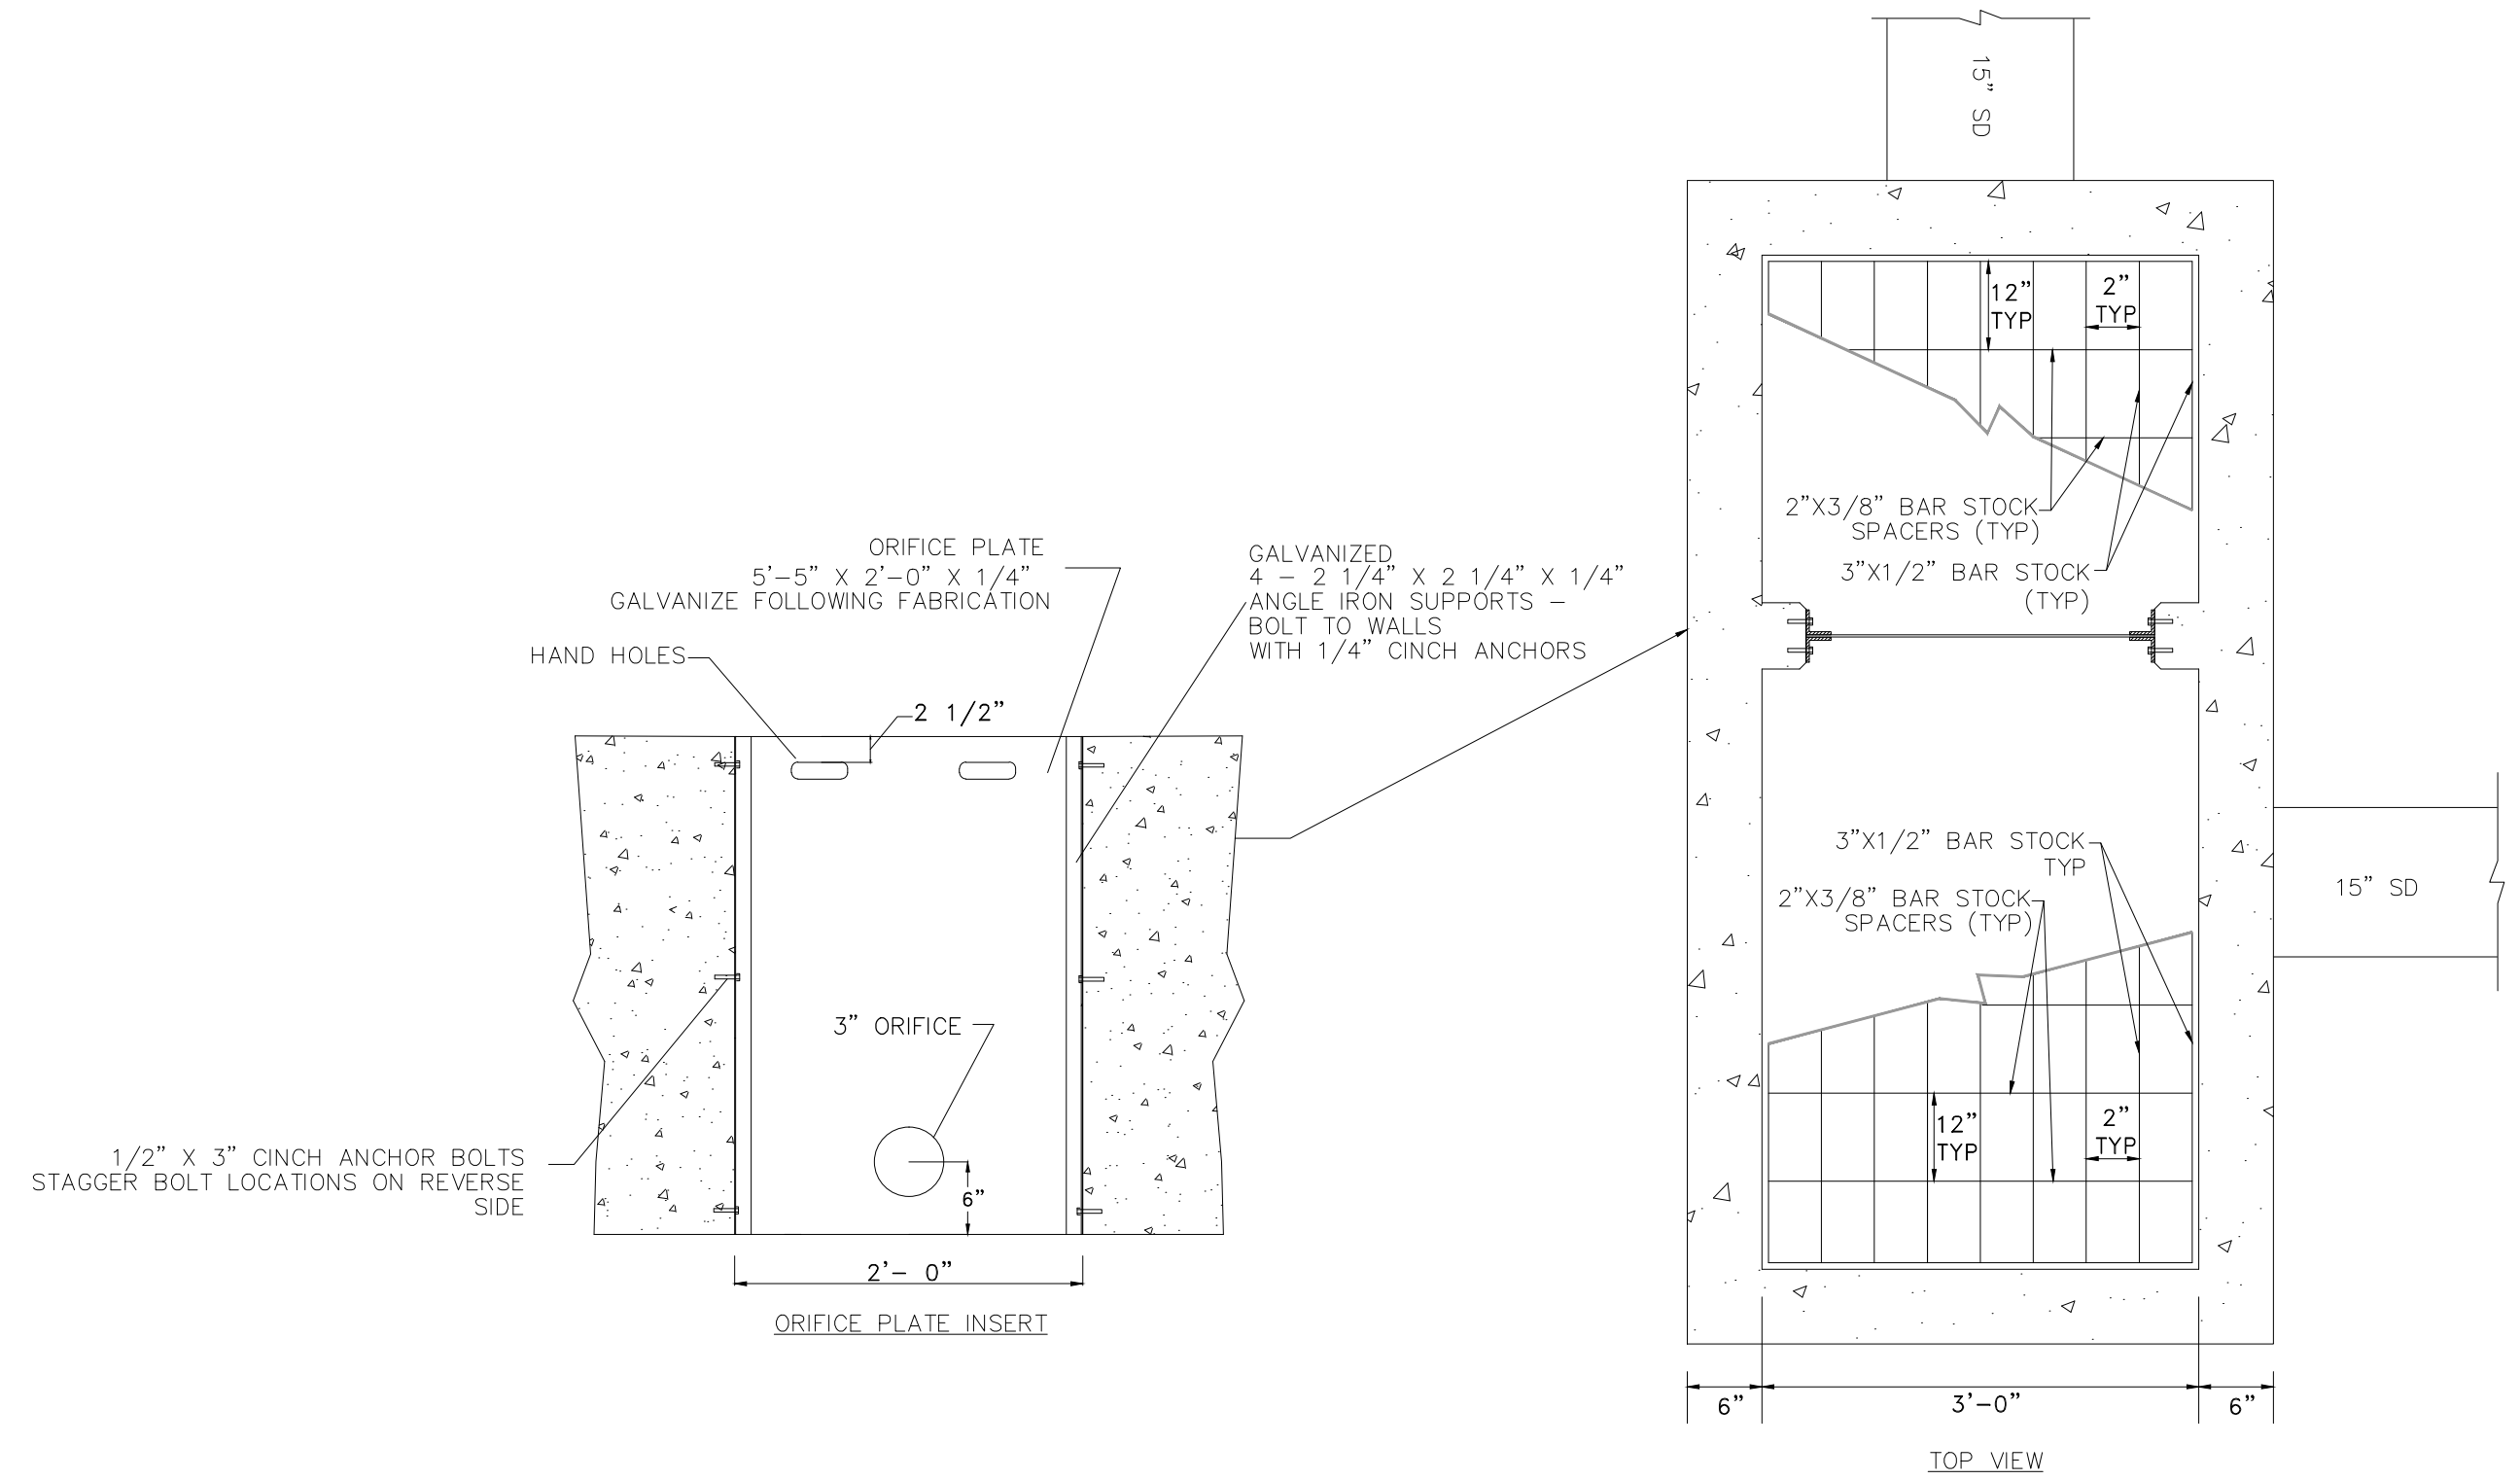 15" SD
12"
TYP
2"
TYP
2"X3/8" BAR STOCK
SPACERS (TYP)
3"X1/2" BAR STOCK
(TYP)
ORIFICE PLATE
5'-5" X 2'-0" X 1/4"
GALVANIZE FOLLOWING FABRICATION
GALVANIZED
4 - 2 1/4" X 2 1/4" X 1/4"
ANGLE IRON SUPPORTS -
BOLT TO WALLS
WITH 1/4" CINCH ANCHORS
HAND HOLES
2 1/2"
3" ORIFICE
1/2" X 3" CINCH ANCHOR BOLTS
STAGGER BOLT LOCATIONS ON REVERSE
SIDE
6"
2'- 0"
ORIFICE PLATE INSERT
3"X1/2" BAR STOCK
TYP
2"X3/8" BAR STOCK
SPACERS (TYP)
15" SD
12"
TYP
2"
TYP
6"
3'-0"
6"
TOP VIEW